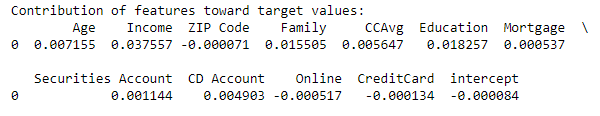 Contribution of features toward target values:
Age Income ZIP Code Family CCAvg Education Mortgage \
0 0.007155 0.037557 -0.000071 0.015505 0.005647 0.018257 0.000537
Securities Account CD Account Online CreditCard intercept
0 0.001144 0.004903 -0.000517 -0.000134 -0.000084